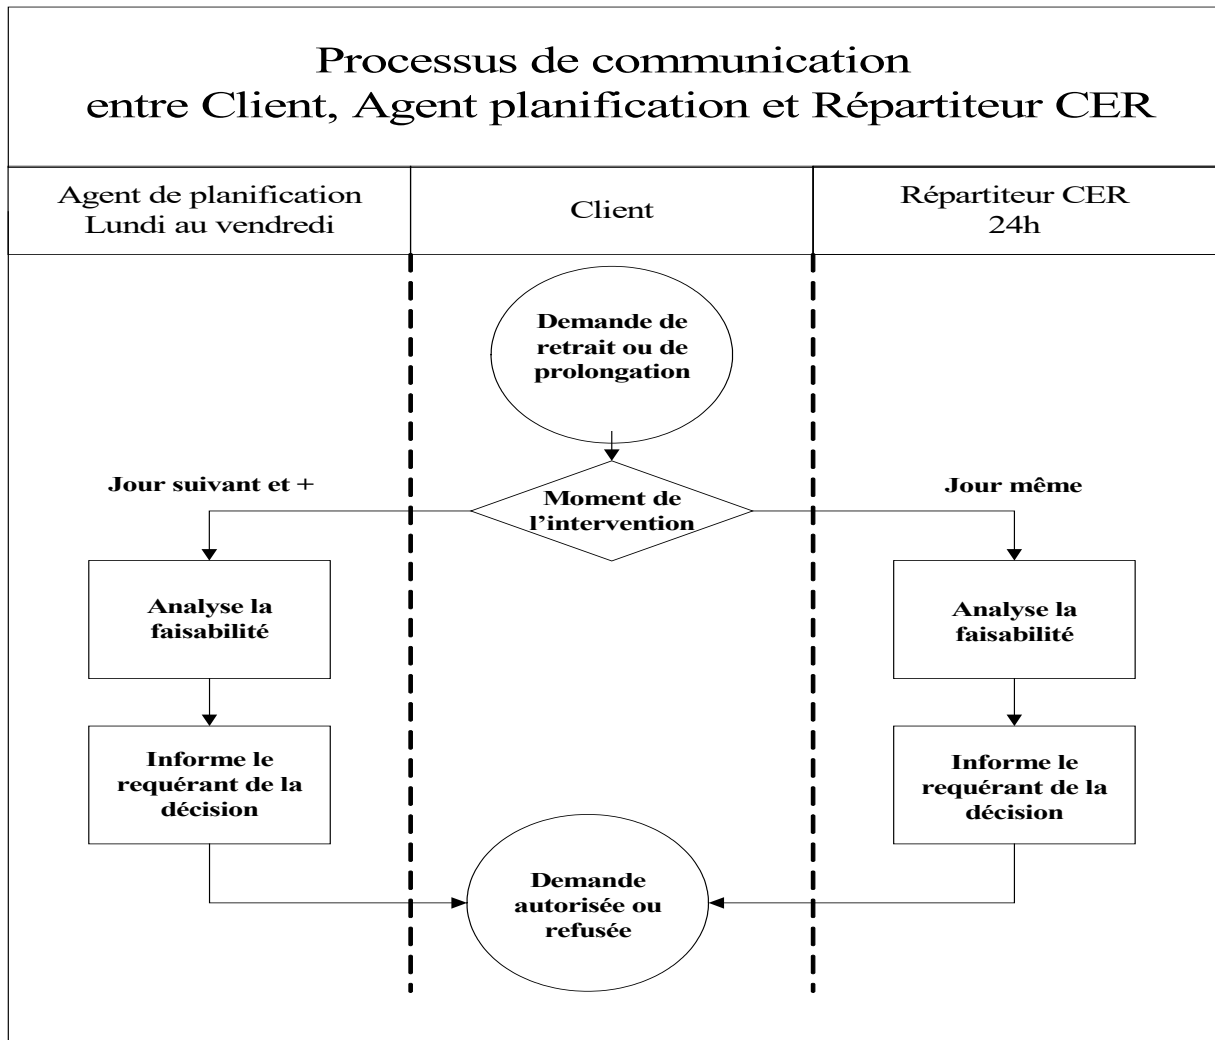 Processus de communication
entre Client, Agent planification et Répartiteur CER
Agent de planification
Lundi au vendredi
Client
Répartiteur CER
24h
Demande de
retrait ou de
prolongation
Jour suivant et +
Moment de
l’intervention
Jour même
Analyse la
faisabilité
Analyse la
faisabilité
Informe le
requérant de la
décision
Informe le
requérant de la
décision
Demande
autorisée ou
refusée